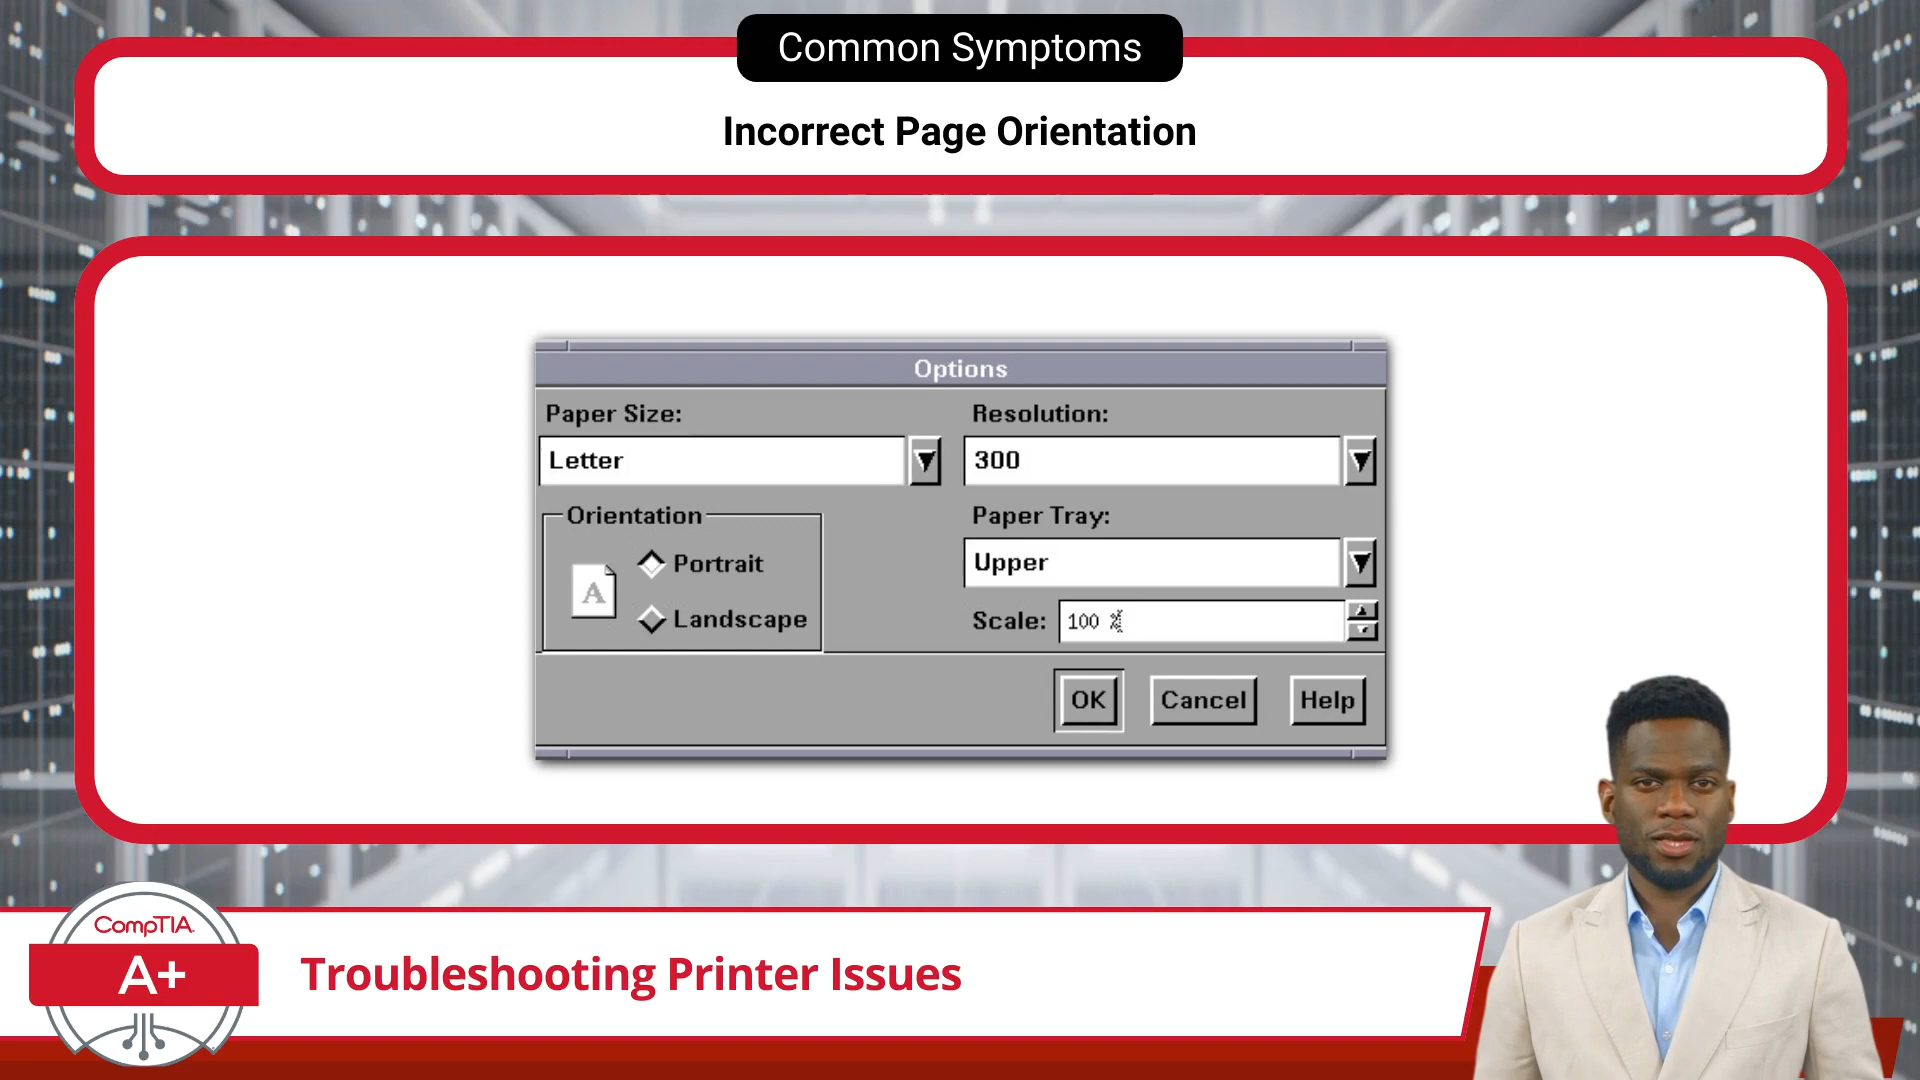 Common Symptoms
Incorrect Page Orientation
Options
Paper Size:
Resolution:
Letter
300
Orientation
Portrait
Landscape
A
Paper Tray:
Upper
Scale: 100 %
OK Cancel Help
CompTIA.
A+
Troubleshooting Printer Issues